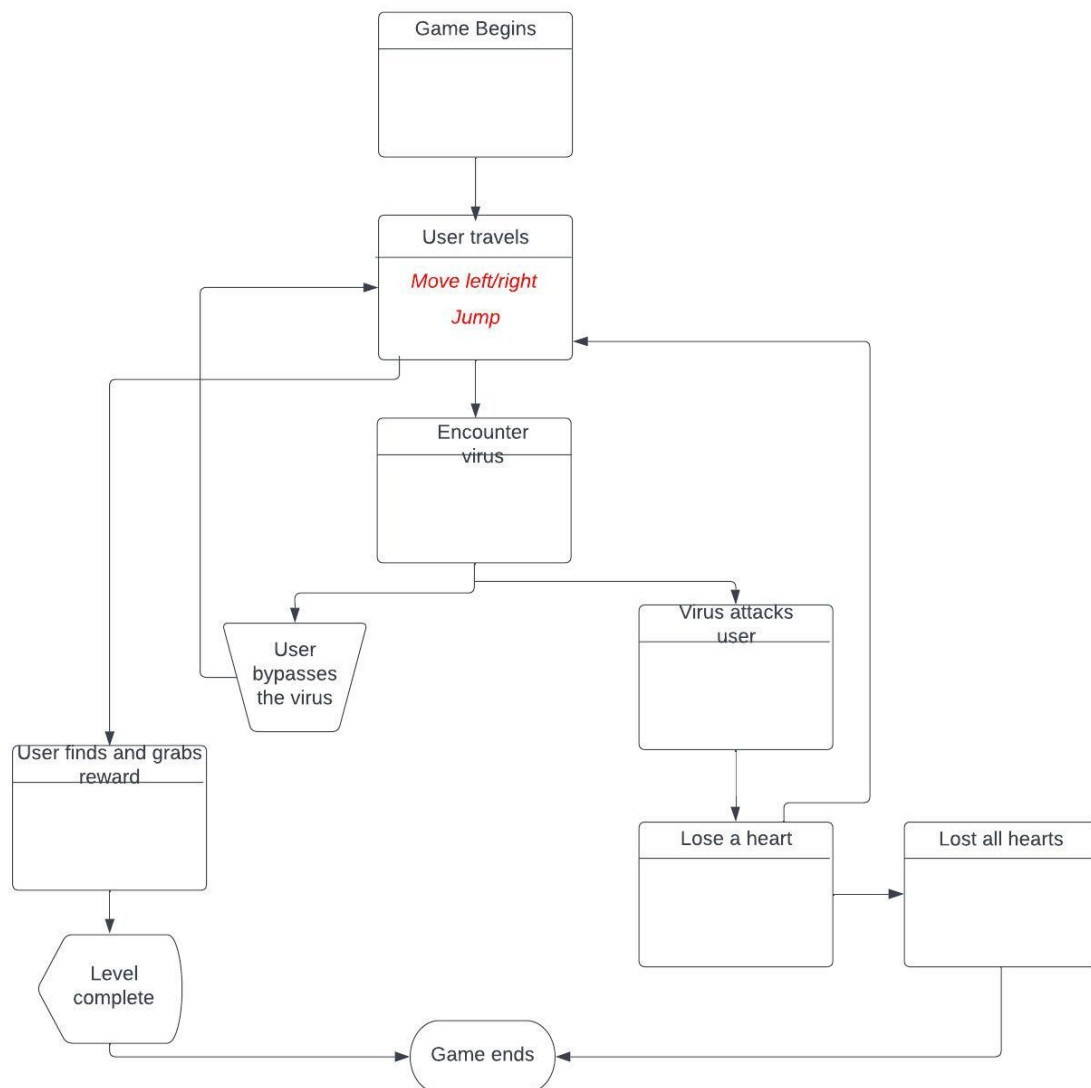 Game Begins
User travels
Move left/right
Jump
Encounter
virus
User
bypasses
the virus
Virus attacks
user
User finds and grabs
reward
Lose a heart
Lost all hearts
Level
complete
Game ends